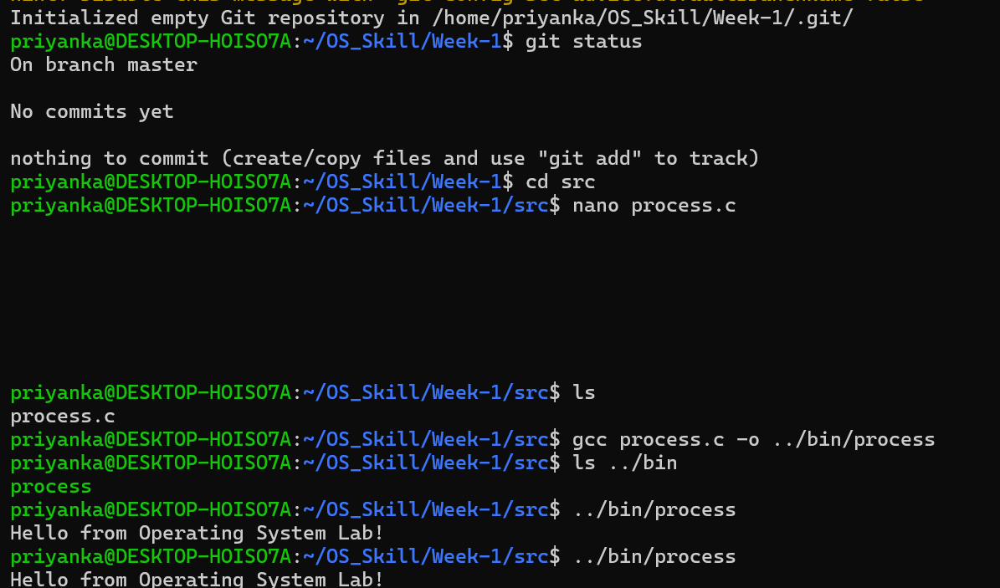 Initialized empty Git repository in /home/priyanka/OS_Skill/Week-1/.git/
priyanka@DESKTOP-HOISO7A:~/OS_Skill/Week-1$ git status
On branch master
No commits yet
nothing to commit (create/copy files and use "git add" to track)
priyanka@DESKTOP-HOISO7A:~/OS_Skill/Week-1$ cd src
priyanka@DESKTOP-HOISO7A:~/OS_Skill/Week-1/src$ nano process.c
priyanka@DESKTOP-HOISO7A:~/OS_Skill/Week-1/src$ ls
process.c
priyanka@DESKTOP-HOISO7A:~/OS_Skill/Week-1/src$ gcc process.c -o ../bin/process
priyanka@DESKTOP-HOISO7A:~/OS_Skill/Week-1/src$ ls ../bin
process
priyanka@DESKTOP-HOISO7A:~/OS_Skill/Week-1/src$ ../bin/process
Hello from Operating System Lab!
priyanka@DESKTOP-HOISO7A:~/OS_Skill/Week-1/src$ ../bin/process
Hello from Operating System Lab!